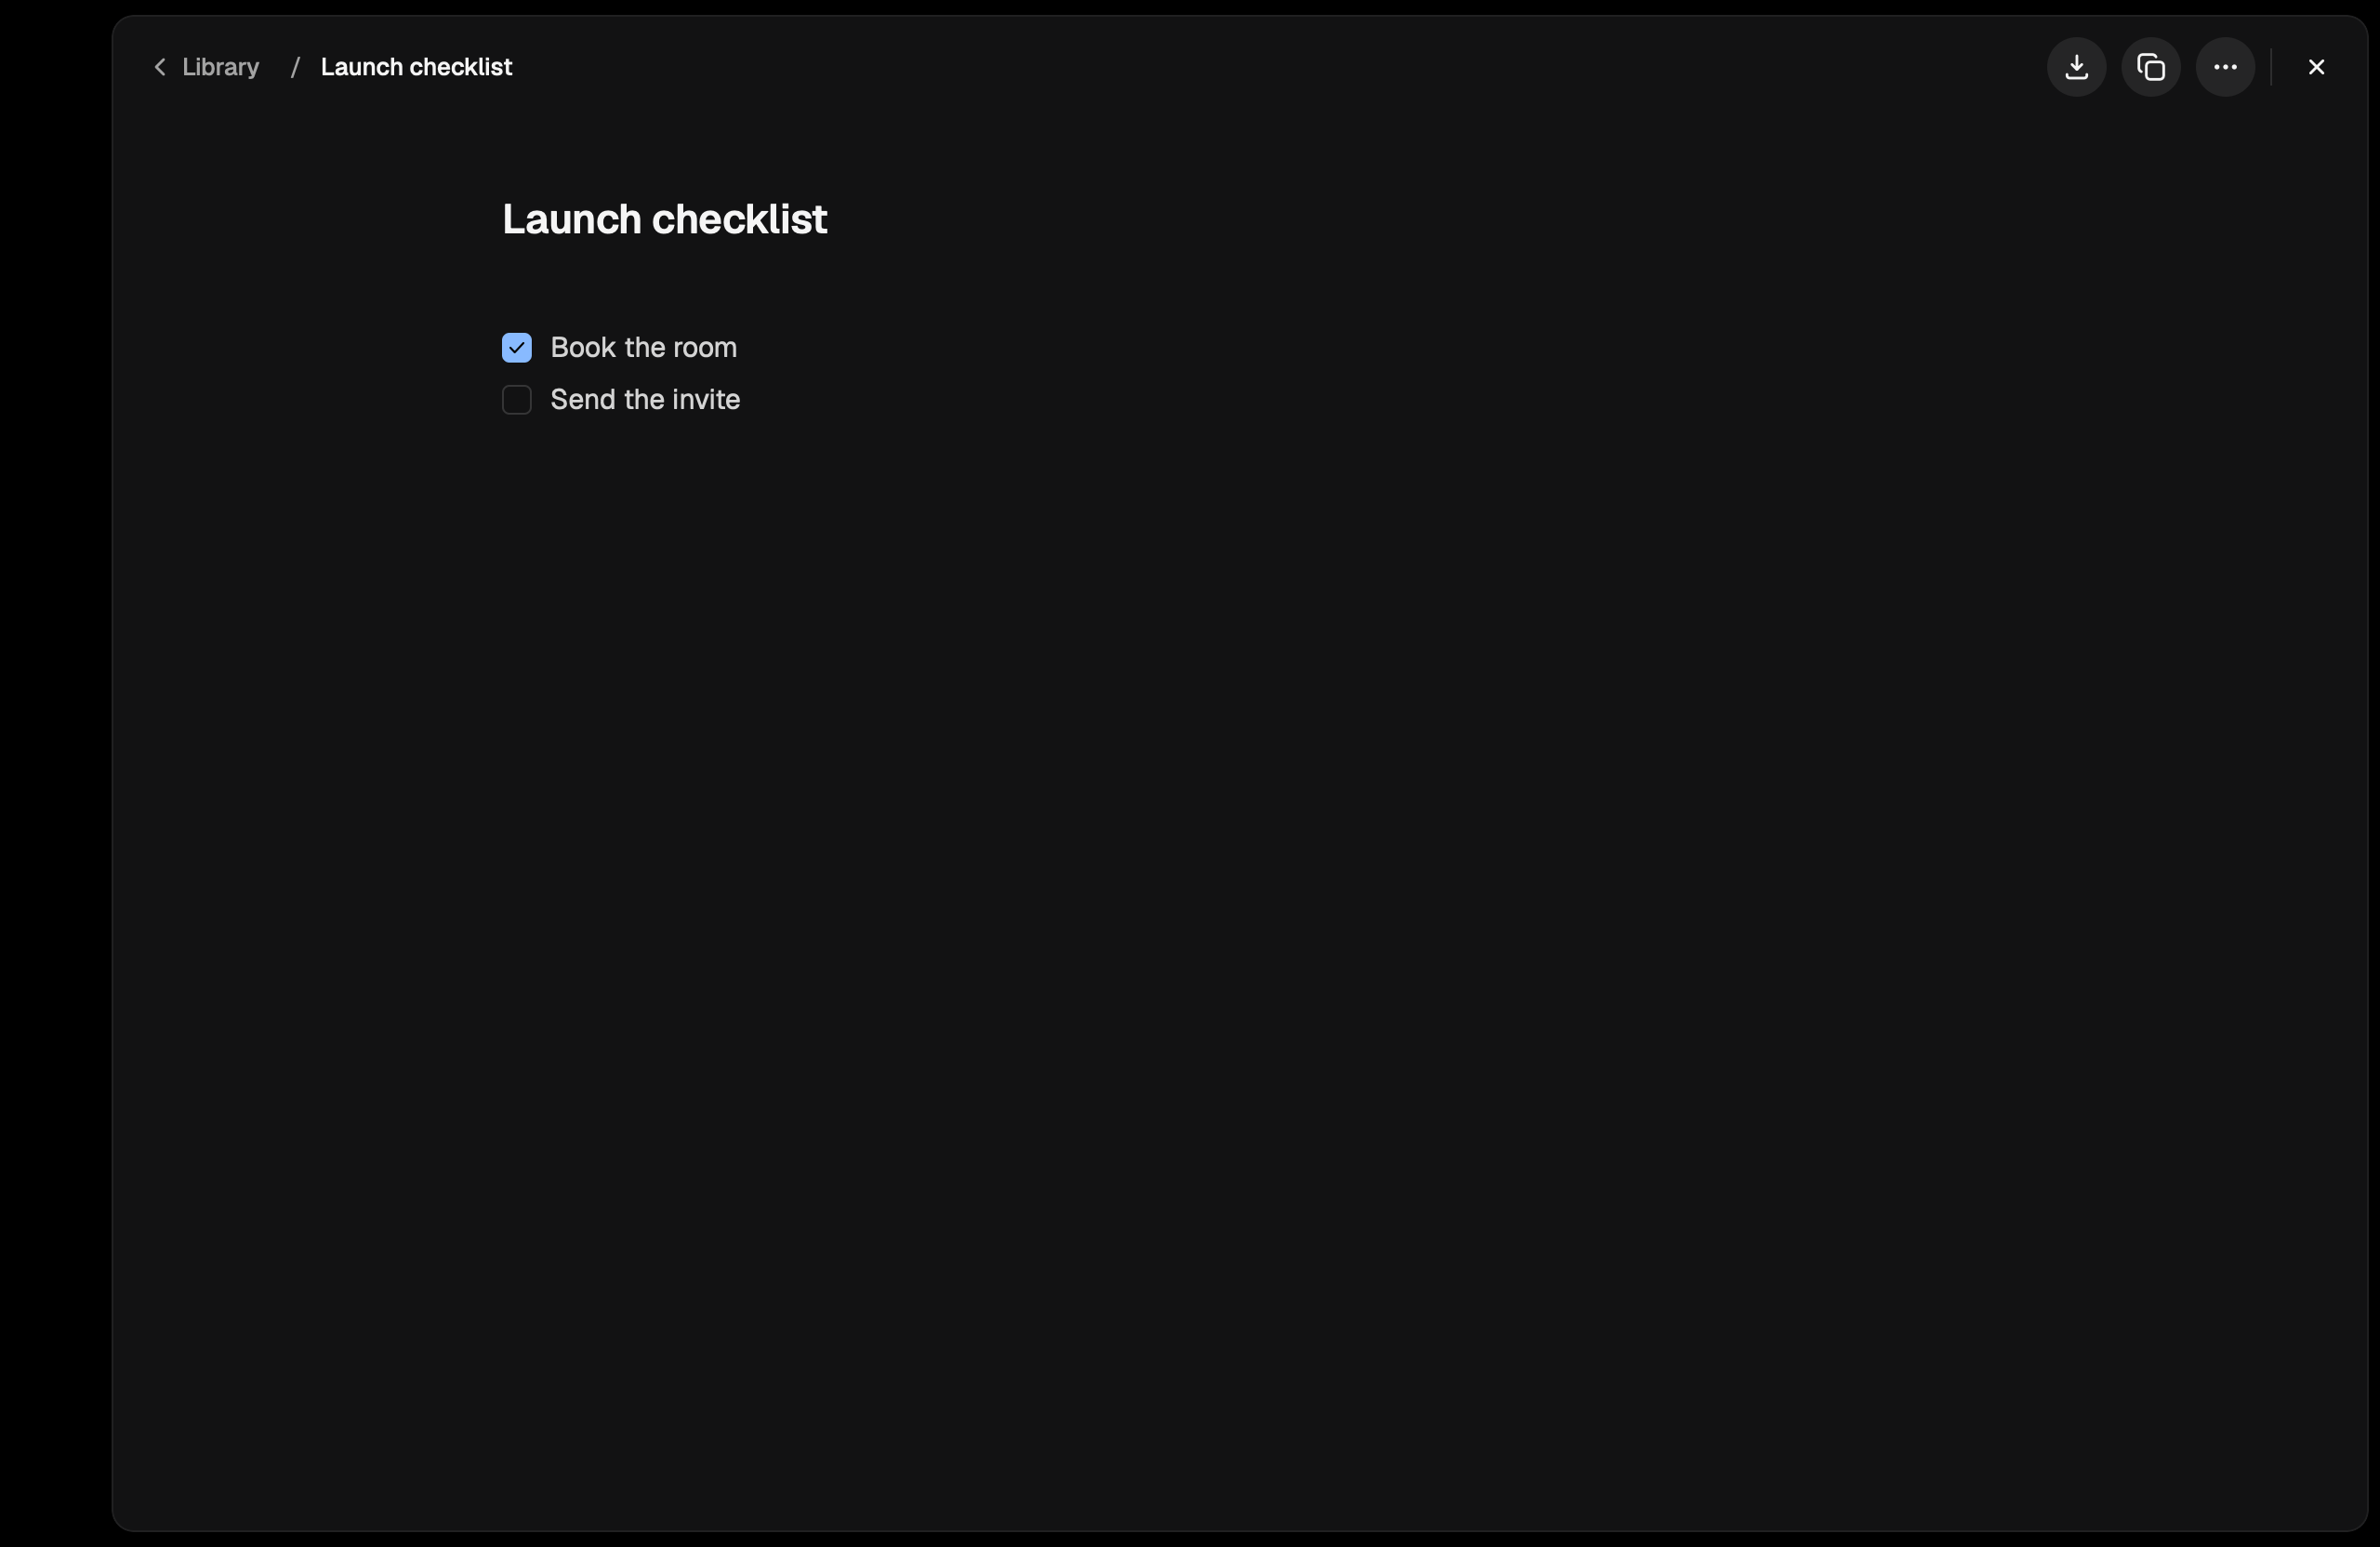 Library / Launch checklist
Launch checklist
Book the room
Send the invite